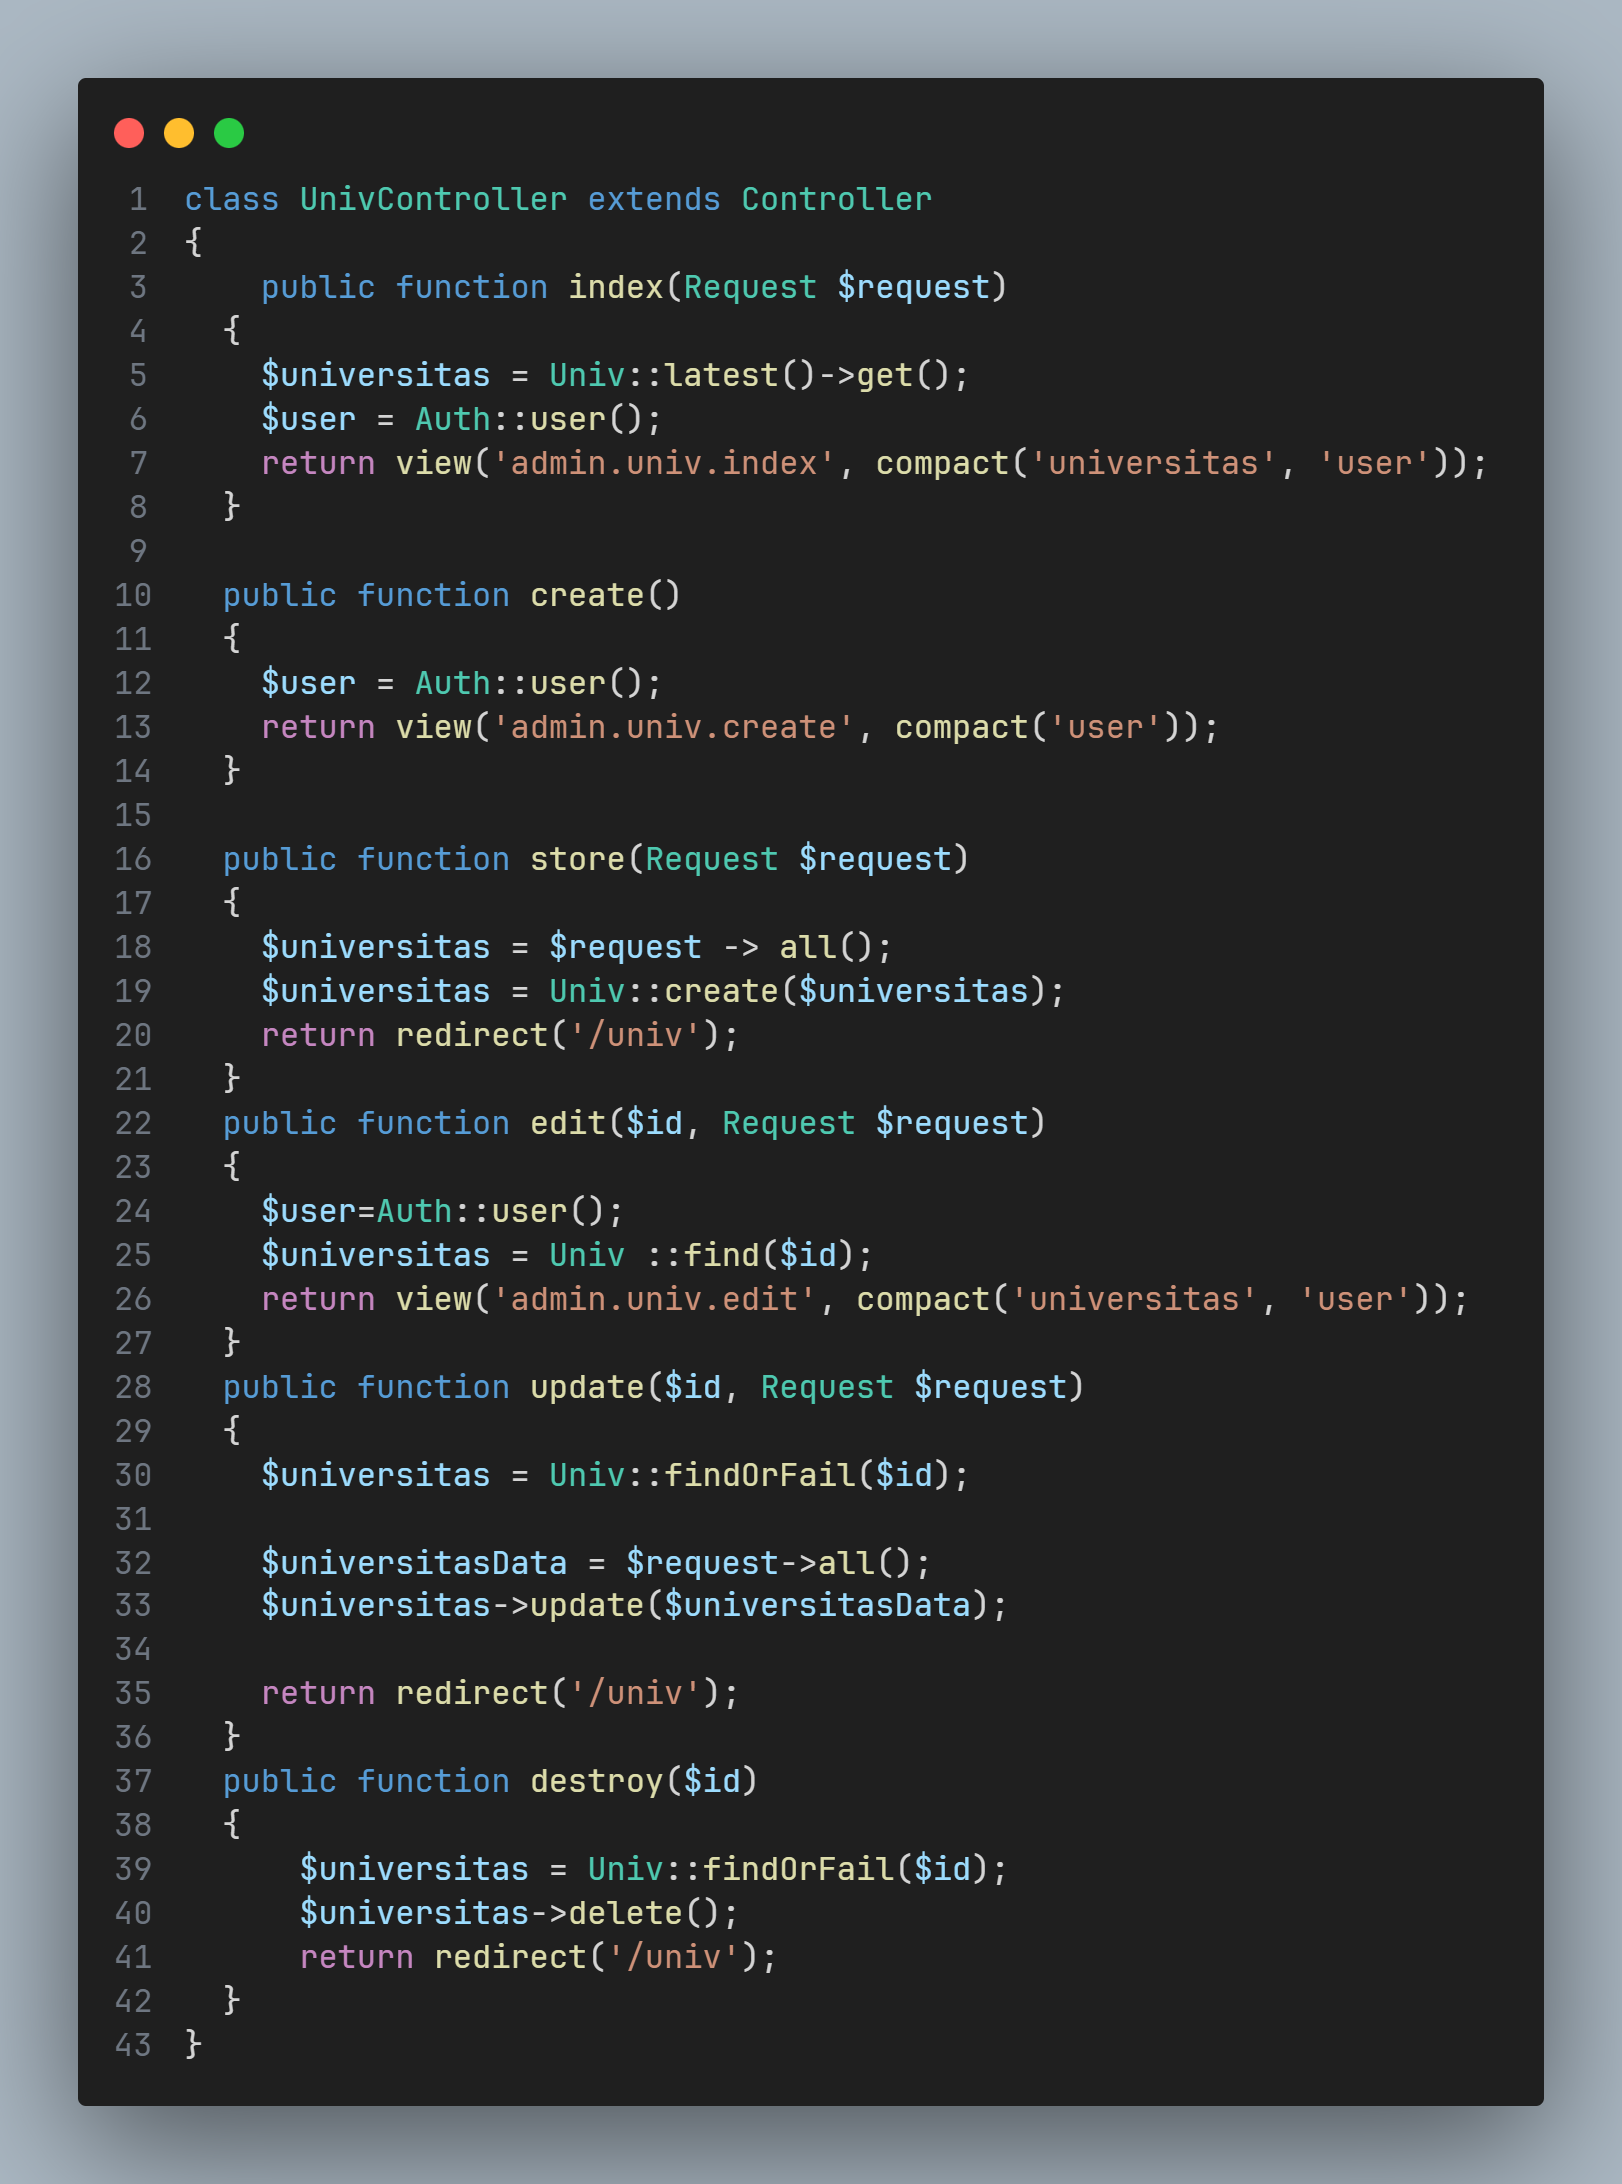 1 class UnivController extends Controller
2 {
3     public function index(Request $request)
4   {
5     $universitas = Univ::latest()->get();
6     $user = Auth::user();
7     return view('admin.univ.index', compact('universitas', 'user'));
8   }
9
10   public function create()
11   {
12     $user = Auth::user();
13     return view('admin.univ.create', compact('user'));
14   }
15
16   public function store(Request $request)
17   {
18     $universitas = $request -> all();
19     $universitas = Univ::create($universitas);
20     return redirect('/univ');
21   }
22   public function edit($id, Request $request)
23   {
24     $user=Auth::user();
25     $universitas = Univ ::find($id);
26     return view('admin.univ.edit', compact('universitas', 'user'));
27   }
28   public function update($id, Request $request)
29   {
30     $universitas = Univ::findOrFail($id);
31
32     $universitasData = $request->all();
33     $universitas->update($universitasData);
34
35     return redirect('/univ');
36   }
37   public function destroy($id)
38   {
39       $universitas = Univ::findOrFail($id);
40       $universitas->delete();
41       return redirect('/univ');
42   }
43 }